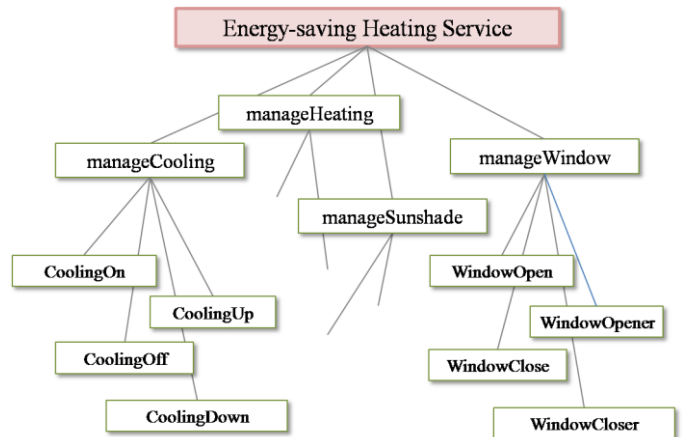 Energy-saving Heating Service
manageHeating
manageCooling
manageWindow
manageSunshade
CoolingOn
WindowOpen
CoolingUp
WindowOpener
CoolingOff
WindowClose
CoolingDown
WindowCloser